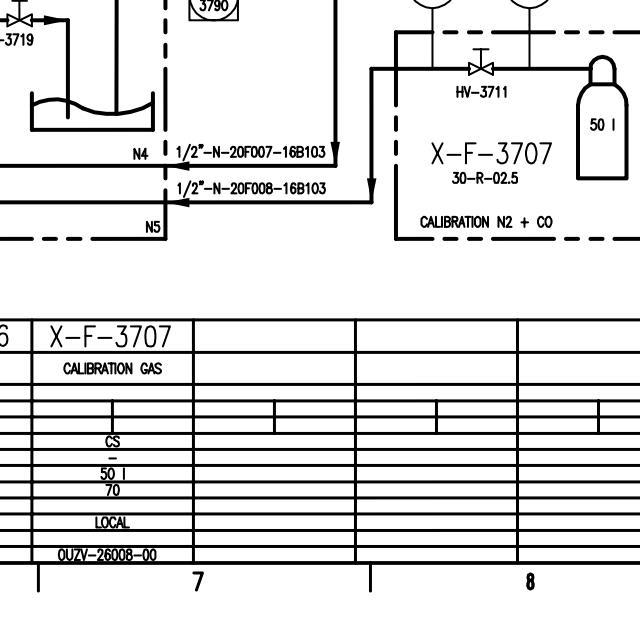 3790
-3719
HV-3711
50 l
N4
1/2"-N-20F007-16B103
X-F-3707
30-R-02.5
1/2"-N-20F008-16B103
N5
CALIBRATION N2 + CO
6
X-F-3707
CALIBRATION GAS
CS
-
50 l
70
LOCAL
OUZV-26008-00
7
8